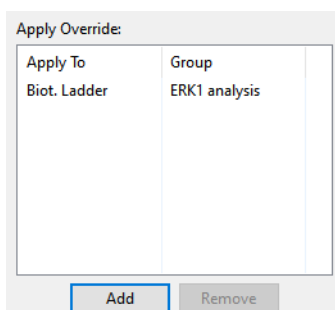 Apply Override:
Apply To Group
Biot. Ladder ERK1 analysis
Add Remove